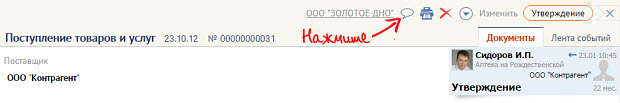 ООО "ЗОЛОТОЕ ДНО" Изменить Утверждение
Нажмите
Поступление товаров и услуг 23.10.12 № 00000000031 Документы Лента событий
Поставщик
ООО "Контрагент"
Сидоров И.П. 23.01 10:45
Аптека на Рождественской
ООО "Контрагент"
Утверждение 22 мес.